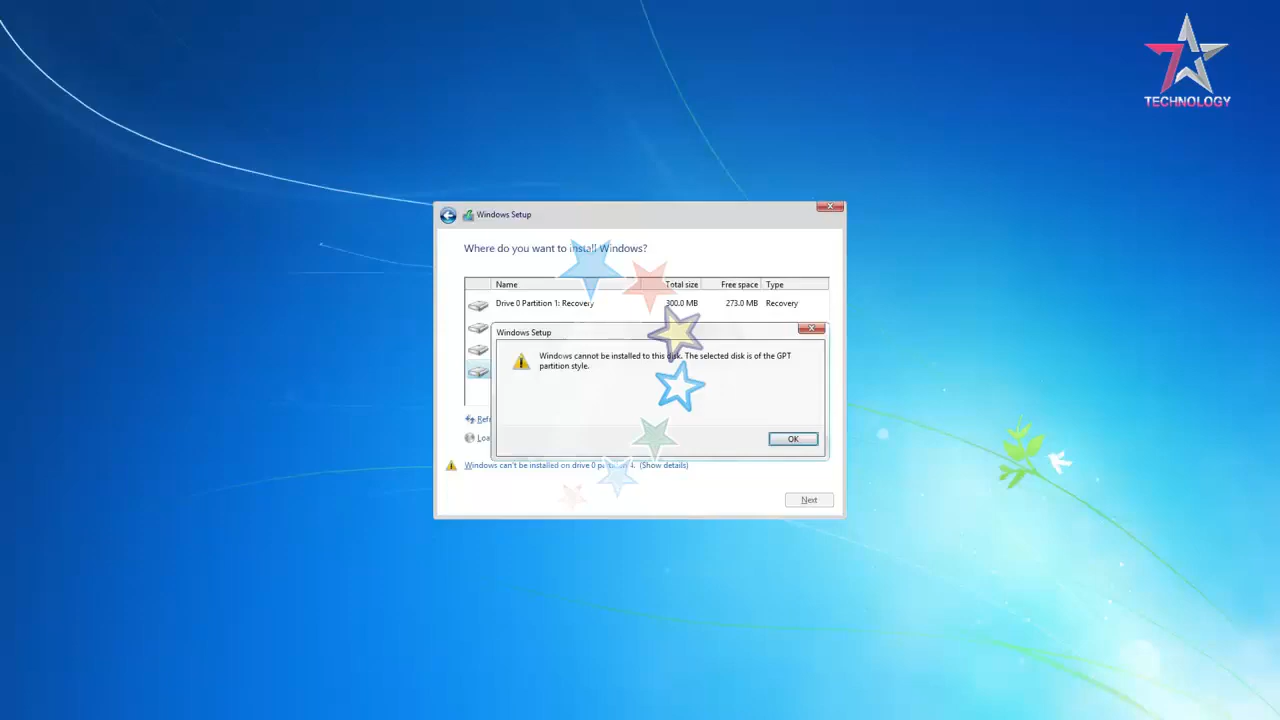 7 TECHNOLOGY
Windows Setup
Where do you want to install Windows?
Name Total size Free space Type
Drive 0 Partition 1: Recovery 300.0 MB 273.0 MB Recovery
Windows Setup
Windows cannot be installed to this disk. The selected disk is of the GPT
partition style.
OK
Windows can't be installed on drive 0 partition 4. (Show details)
Next